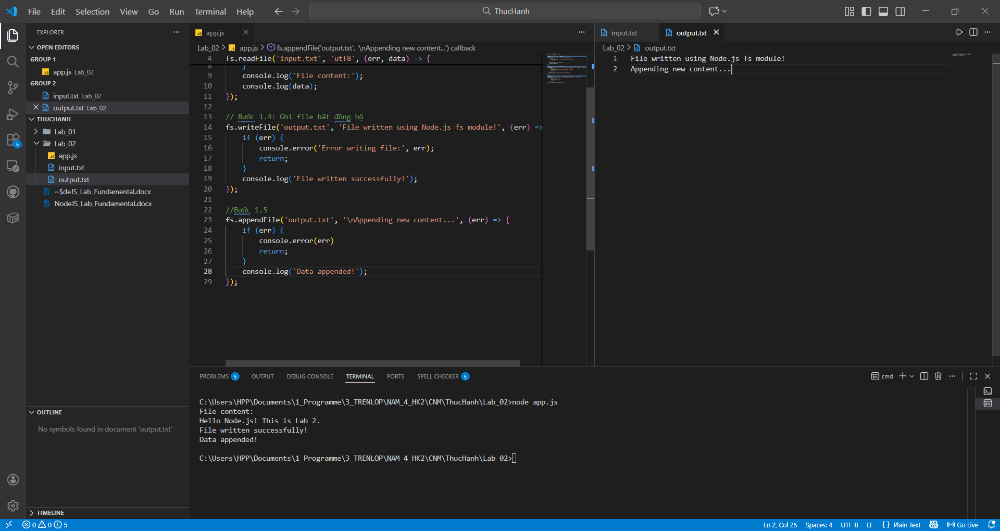 File Edit Selection View Go Run Terminal Help
ThucHanh
EXPLORER
OPEN EDITORS
GROUP 1
app.js Lab_02
GROUP 2
input.txt Lab_02
output.txt Lab_02
THUCHANH
Lab_01
Lab_02
app.js
input.txt
output.txt
~$deJS_Lab_Fundamental.docx
NodeJS_Lab_Fundamental.docx
OUTLINE
No symbols found in document 'output.txt'
TIMELINE
app.js
Lab_02 > app.js > fs.appendFile('output.txt', '\nAppending new content...') callback
4 fs.readFile('input.txt', 'utf8', (err, data) => {
8 }
9 console.log('File content:');
10 console.log(data);
11 });
12
13 // Bước 1.4: Ghi file bất đồng bộ
14 fs.writeFile('output.txt', 'File written using Node.js fs module!', (err) =>
15 if (err) {
16 console.error('Error writing file:', err);
17 return;
18 }
19 console.log('File written successfully!');
20 });
21
22 //Bước 1.5
23 fs.appendFile('output.txt', '\nAppending new content...', (err) => {
24 if (err) {
25 console.error(err)
26 return;
27 }
28 console.log('Data appended!');
29 });
input.txt output.txt
Lab_02 > output.txt
1 File written using Node.js fs module!
2 Appending new content...
PROBLEMS 5 OUTPUT DEBUG CONSOLE TERMINAL PORTS SPELL CHECKER 5
cmd
C:\Users\HPP\Documents\1_Programme\3_TRENLOP\NAM_4_HK2\CNM\ThucHanh\Lab_02>node app.js
File content:
Hello Node.js! This is Lab 2.
File written successfully!
Data appended!
C:\Users\HPP\Documents\1_Programme\3_TRENLOP\NAM_4_HK2\CNM\ThucHanh\Lab_02>
0 0 5
Ln 2, Col 25 Spaces: 4 UTF-8 LF { } Plain Text Go Live
5